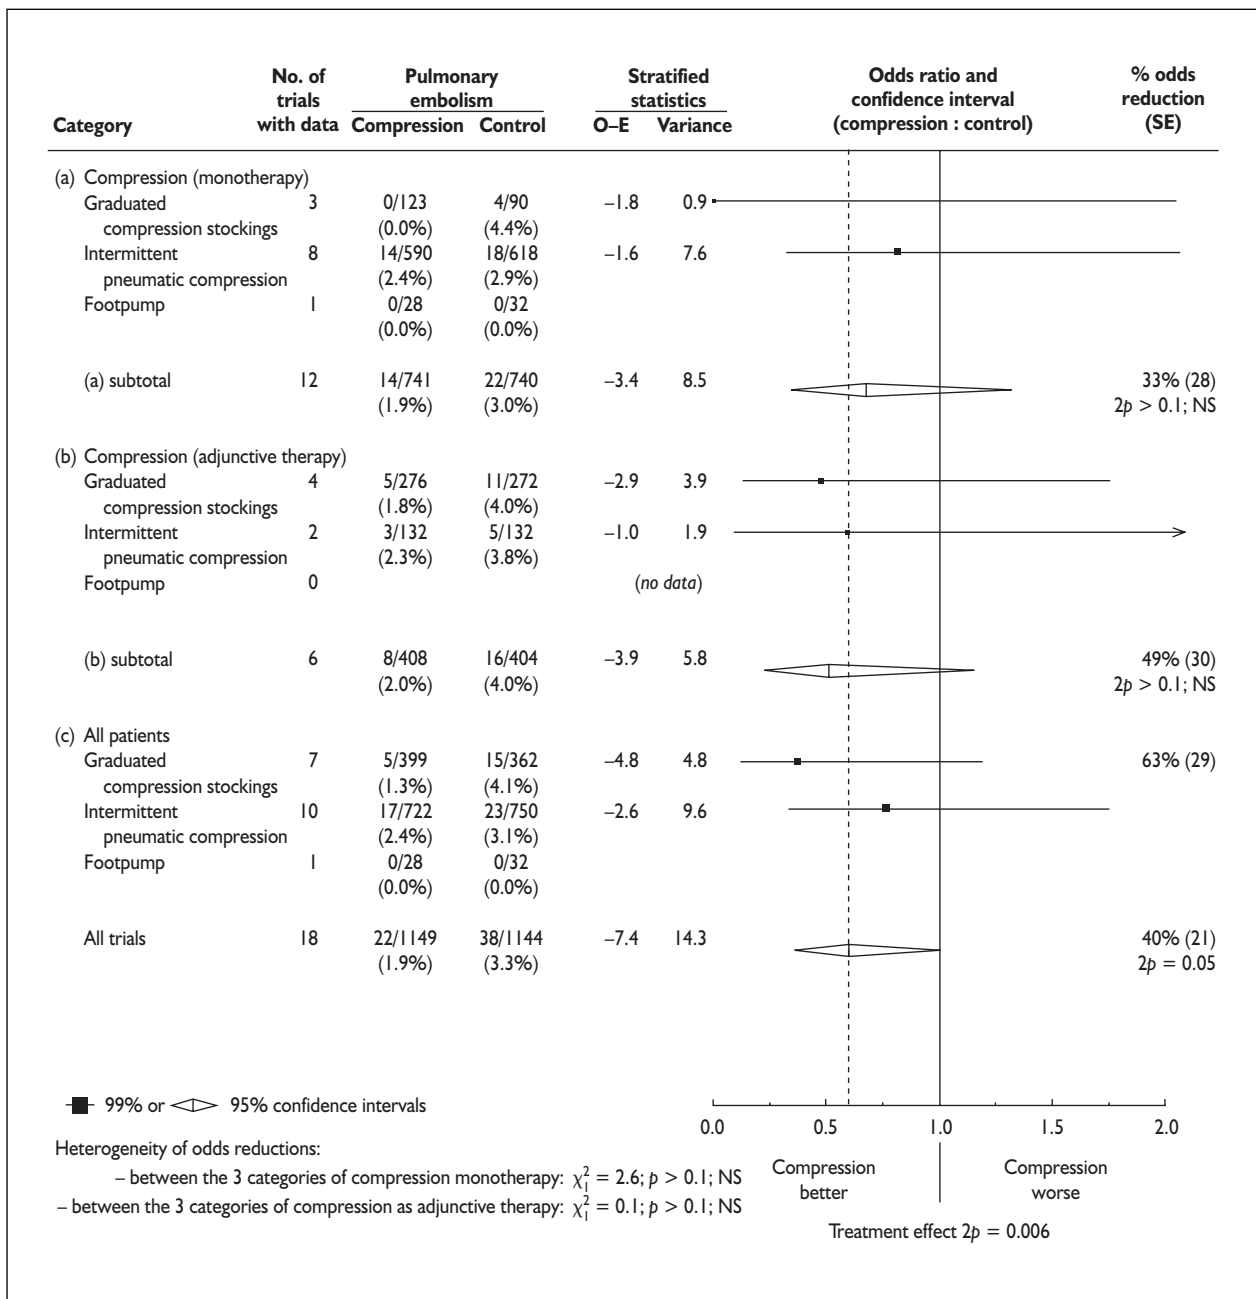 No. of Pulmonary Stratified Odds ratio and % odds
trials embolism statistics confidence interval reduction
Category with data Compression Control O–E Variance (compression : control) (SE)
(a) Compression (monotherapy)
Graduated 3 0/123 4/90 –1.8 0.9
compression stockings (0.0%) (4.4%)
Intermittent 8 14/590 18/618 –1.6 7.6
pneumatic compression (2.4%) (2.9%)
Footpump 1 0/28 0/32
(0.0%) (0.0%)
(a) subtotal 12 14/741 22/740 –3.4 8.5 33% (28)
(1.9%) (3.0%) 2p > 0.1; NS
(b) Compression (adjunctive therapy)
Graduated 4 5/276 11/272 –2.9 3.9
compression stockings (1.8%) (4.0%)
Intermittent 2 3/132 5/132 –1.0 1.9
pneumatic compression (2.3%) (3.8%)
Footpump 0 (no data)
(b) subtotal 6 8/408 16/404 –3.9 5.8 49% (30)
(2.0%) (4.0%) 2p > 0.1; NS
(c) All patients
Graduated 7 5/399 15/362 –4.8 4.8 63% (29)
compression stockings (1.3%) (4.1%)
Intermittent 10 17/722 23/750 –2.6 9.6
pneumatic compression (2.4%) (3.1%)
Footpump 1 0/28 0/32
(0.0%) (0.0%)
All trials 18 22/1149 38/1144 –7.4 14.3 40% (21)
(1.9%) (3.3%) 2p = 0.05
99% or 95% confidence intervals
0.0 0.5 1.0 1.5 2.0
Heterogeneity of odds reductions:
– between the 3 categories of compression monotherapy: χ²₁ = 2.6; p > 0.1; NS
– between the 3 categories of compression as adjunctive therapy: χ²₁ = 0.1; p > 0.1; NS
Compression Compression
better worse
Treatment effect 2p = 0.006